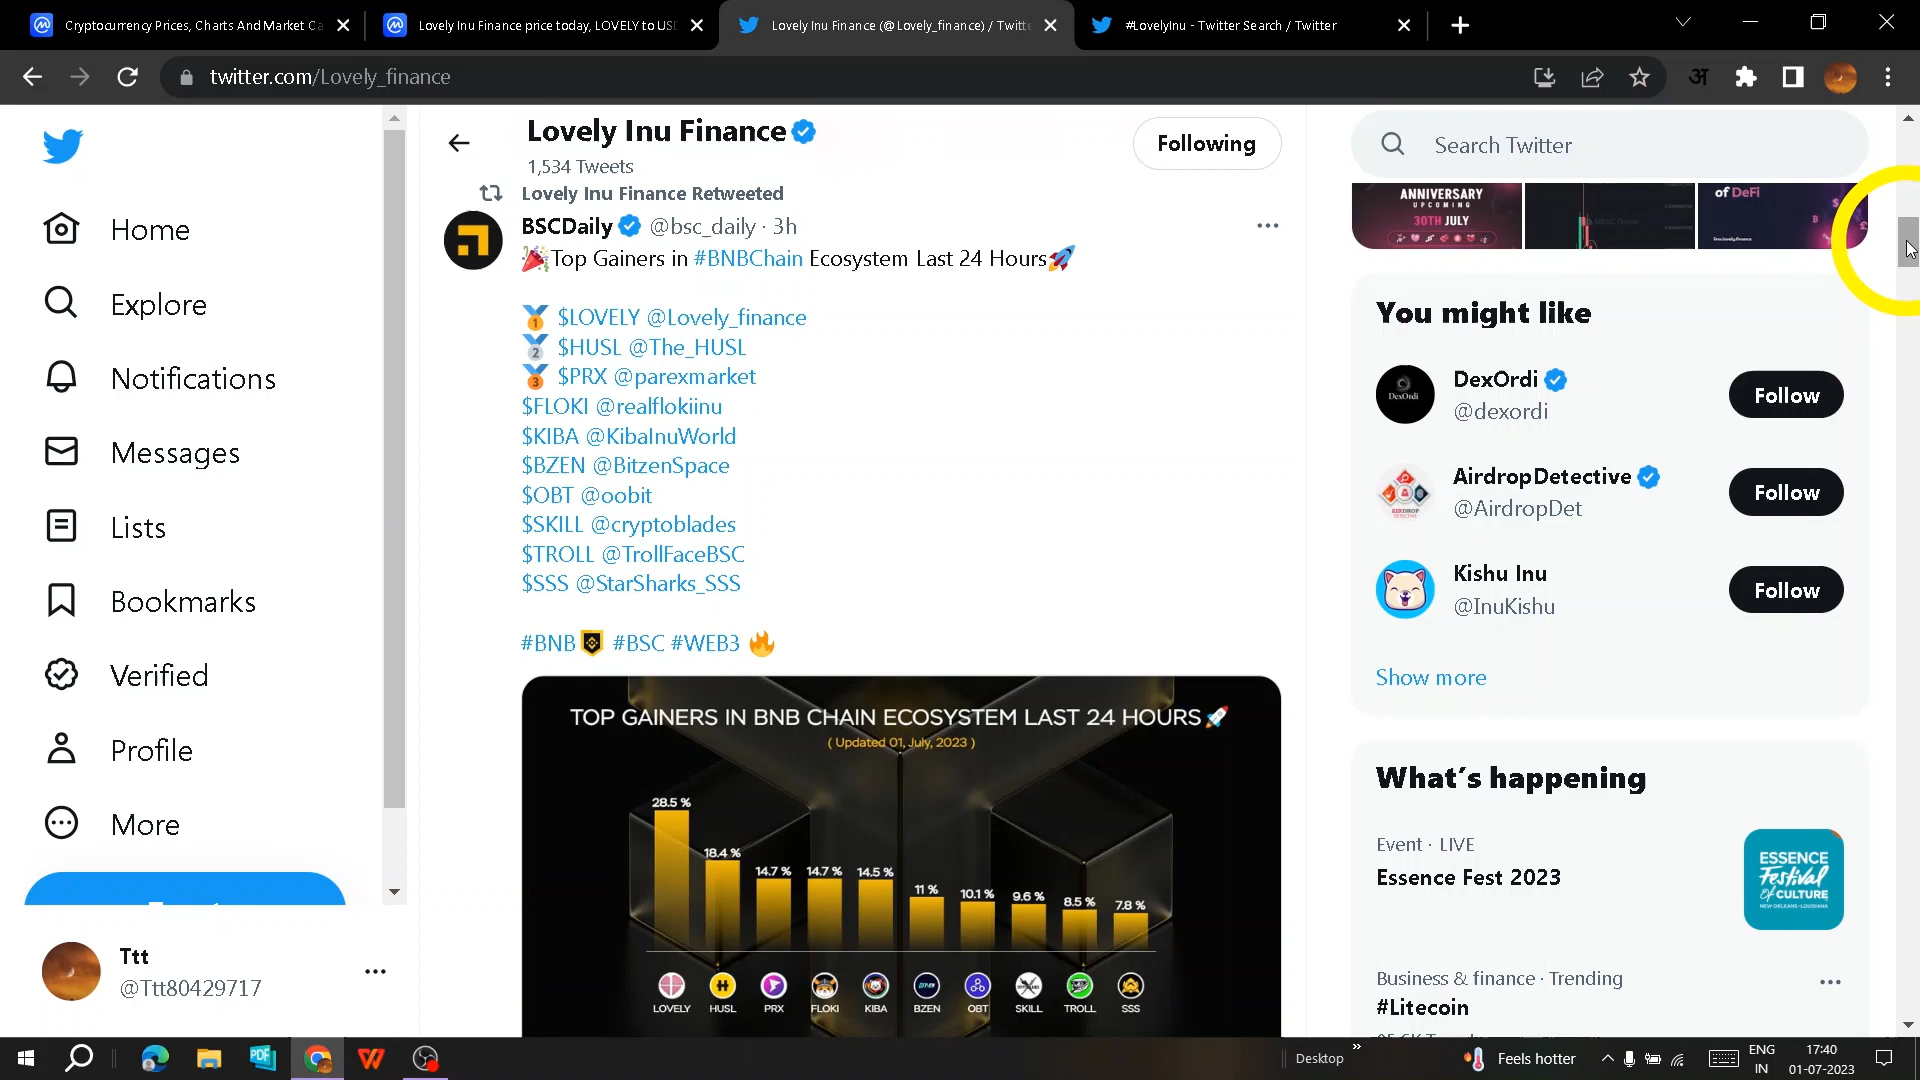 Cryptocurrency Prices, Charts And Market Ca
Lovely Inu Finance price today, LOVELY to USD
Lovely Inu Finance (@Lovely_finance) / Twitte
#LovelyInu - Twitter Search / Twitter
twitter.com/Lovely_finance
अ
Home
Explore
Notifications
Messages
Lists
Bookmarks
Verified
Profile
More
Ttt
@Ttt80429717
Lovely Inu Finance
1,534 Tweets
Following
Lovely Inu Finance Retweeted
BSCDaily @bsc_daily · 3h
Top Gainers in #BNBChain Ecosystem Last 24 Hours
$LOVELY @Lovely_finance
$HUSL @The_HUSL
$PRX @parexmarket
$FLOKI @realflokiinu
$KIBA @KibaInuWorld
$BZEN @BitzenSpace
$OBT @oobit
$SKILL @cryptoblades
$TROLL @TrollFaceBSC
$SSS @StarSharks_SSS
#BNB #BSC #WEB3
TOP GAINERS IN BNB CHAIN ECOSYSTEM LAST 24 HOURS
( Updated 01, July, 2023 )
28.5 %
18.4 %
14.7 %
14.7 %
14.5 %
11 %
10.1 %
9.6 %
8.5 %
7.8 %
LOVELY HUSL PRX FLOKI KIBA BZEN OBT SKILL TROLL SSS
Search Twitter
ANNIVERSARY
UPCOMING
30TH JULY
of DeFi
You might like
DexOrdi
@dexordi
Follow
DexOrdi
AirdropDetective
@AirdropDet
Follow
Kishu Inu
@InuKishu
Follow
Show more
What's happening
Event · LIVE
Essence Fest 2023
ESSENCE
Festival
OF CULTURE
NEW ORLEANS • LOUISIANA
Business & finance · Trending
#Litecoin
Desktop
Feels hotter
ENG
IN
17:40
01-07-2023